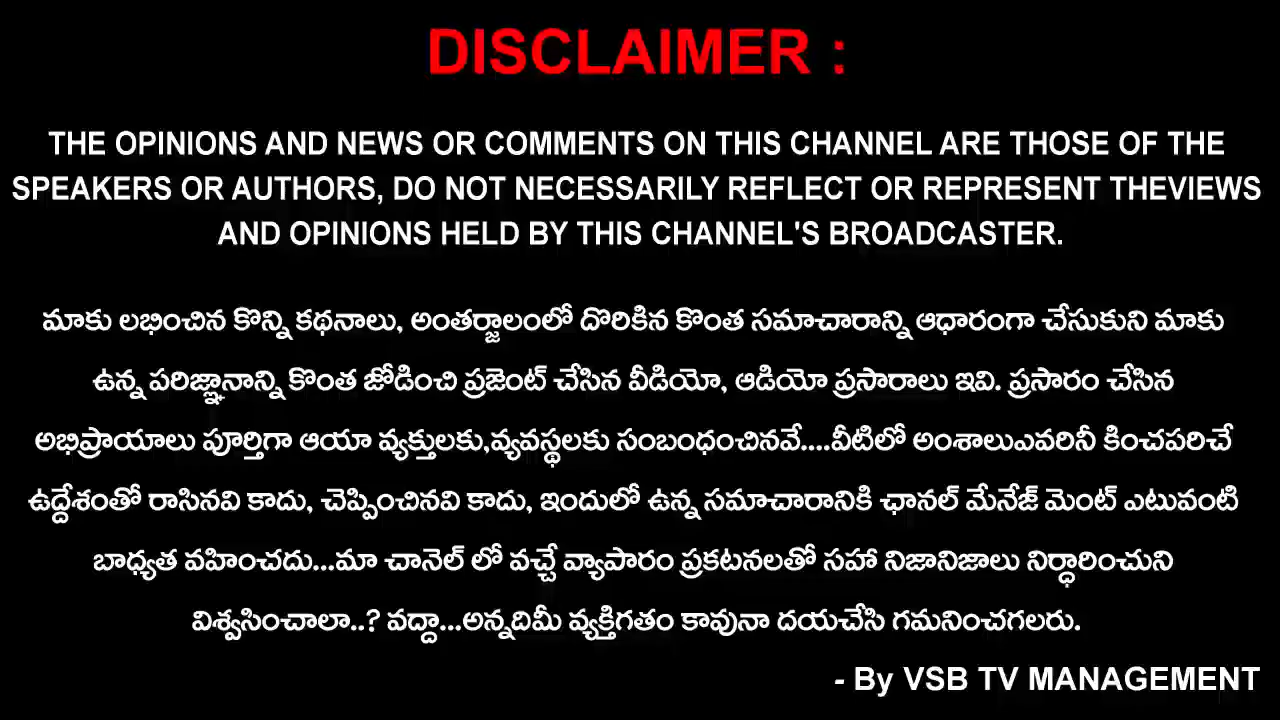 DISCLAIMER :
THE OPINIONS AND NEWS OR COMMENTS ON THIS CHANNEL ARE THOSE OF THE
SPEAKERS OR AUTHORS, DO NOT NECESSARILY REFLECT OR REPRESENT THEVIEWS
AND OPINIONS HELD BY THIS CHANNEL'S BROADCASTER.
మాకు లభించిన కొన్ని కథనాలు, అంతర్జాలంలో దొరికిన కొంత సమాచారాన్ని ఆధారంగా చేసుకుని మాకు
ఉన్న పరిజ్ఞానాన్ని కొంత జోడించి ప్రజెంట్ చేసిన వీడియో, ఆడియో ప్రసారాలు ఇవి. ప్రసారం చేసిన
అభిప్రాయాలు పూర్తిగా ఆయా వ్యక్తులకు,వ్యవస్థలకు సంబంధంచినవే....వీటిలో అంశాలుఎవరినీ కించపరిచే
ఉద్దేశంతో రాసినవి కాదు, చెప్పించినవి కాదు, ఇందులో ఉన్న సమాచారానికి ఛానల్ మేనేజ్ మెంట్ ఎటువంటి
బాధ్యత వహించదు...మా చానెల్ లో వచ్చే వ్యాపారం ప్రకటనలతో సహా నిజానిజాలు నిర్ధారించుని
విశ్వసించాలా..? వద్దా...అన్నదిమీ వ్యక్తిగతం కావునా దయచేసి గమనించగలరు.
- By VSB TV MANAGEMENT